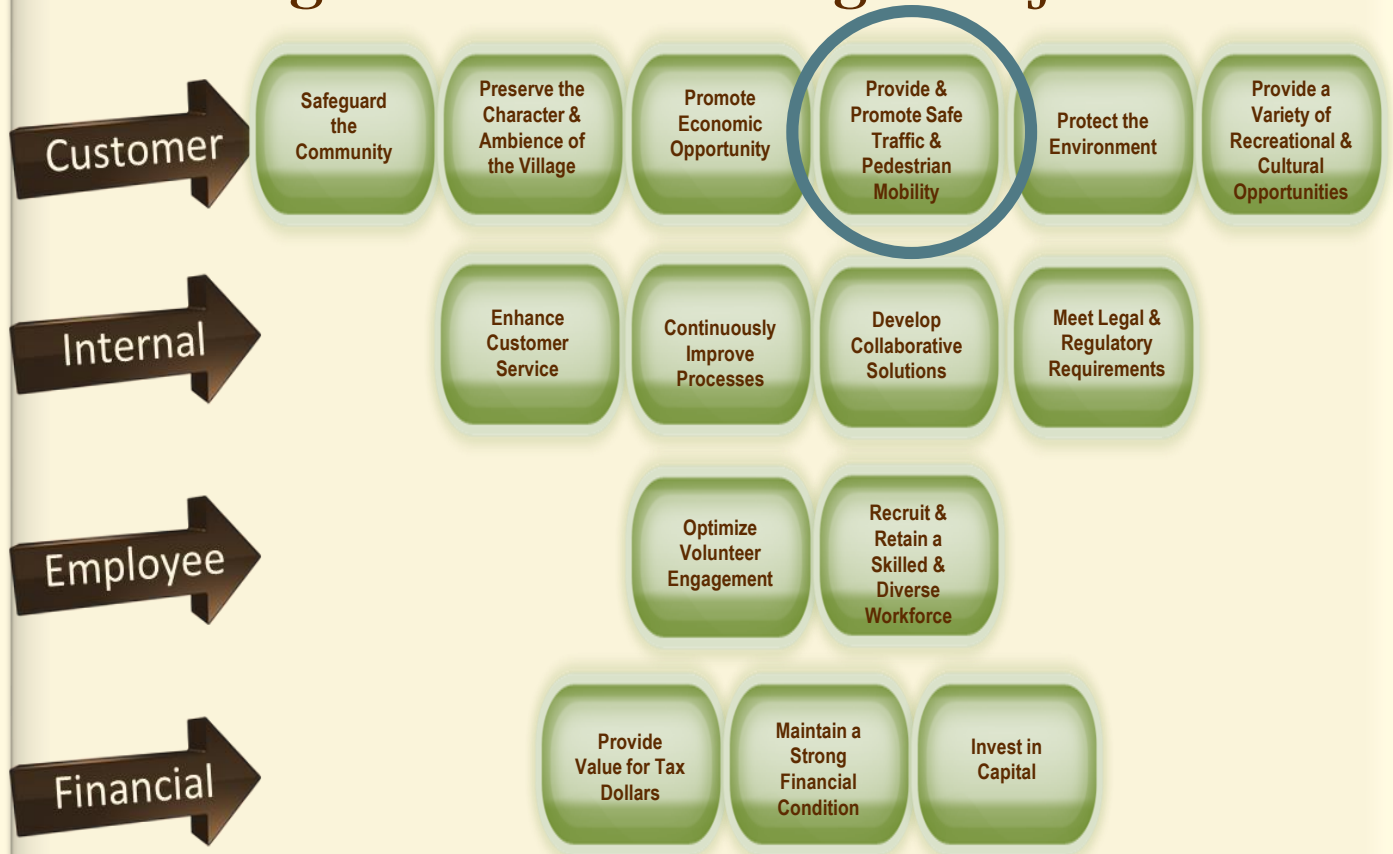 Customer
Safeguard
the
Community
Preserve the
Character &
Ambience of
the Village
Promote
Economic
Opportunity
Provide &
Promote Safe
Traffic &
Pedestrian
Mobility
Protect the
Environment
Provide a
Variety of
Recreational &
Cultural
Opportunities
Internal
Enhance
Customer
Service
Continuously
Improve
Processes
Develop
Collaborative
Solutions
Meet Legal &
Regulatory
Requirements
Employee
Optimize
Volunteer
Engagement
Recruit &
Retain a
Skilled &
Diverse
Workforce
Financial
Provide
Value for Tax
Dollars
Maintain a
Strong
Financial
Condition
Invest in
Capital